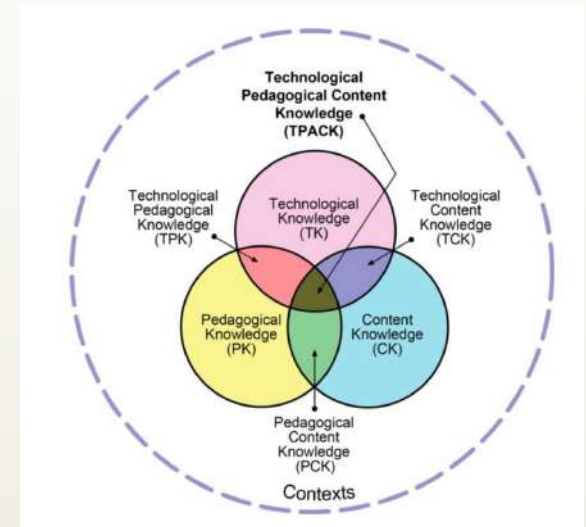 Technological
Pedagogical Content
Knowledge
(TPACK)
Technological
Pedagogical
Knowledge
(TPK)
Technological
Knowledge
(TK)
Technological
Content
Knowledge
(TCK)
Pedagogical
Knowledge
(PK)
Content
Knowledge
(CK)
Pedagogical
Content
Knowledge
(PCK)
Contexts